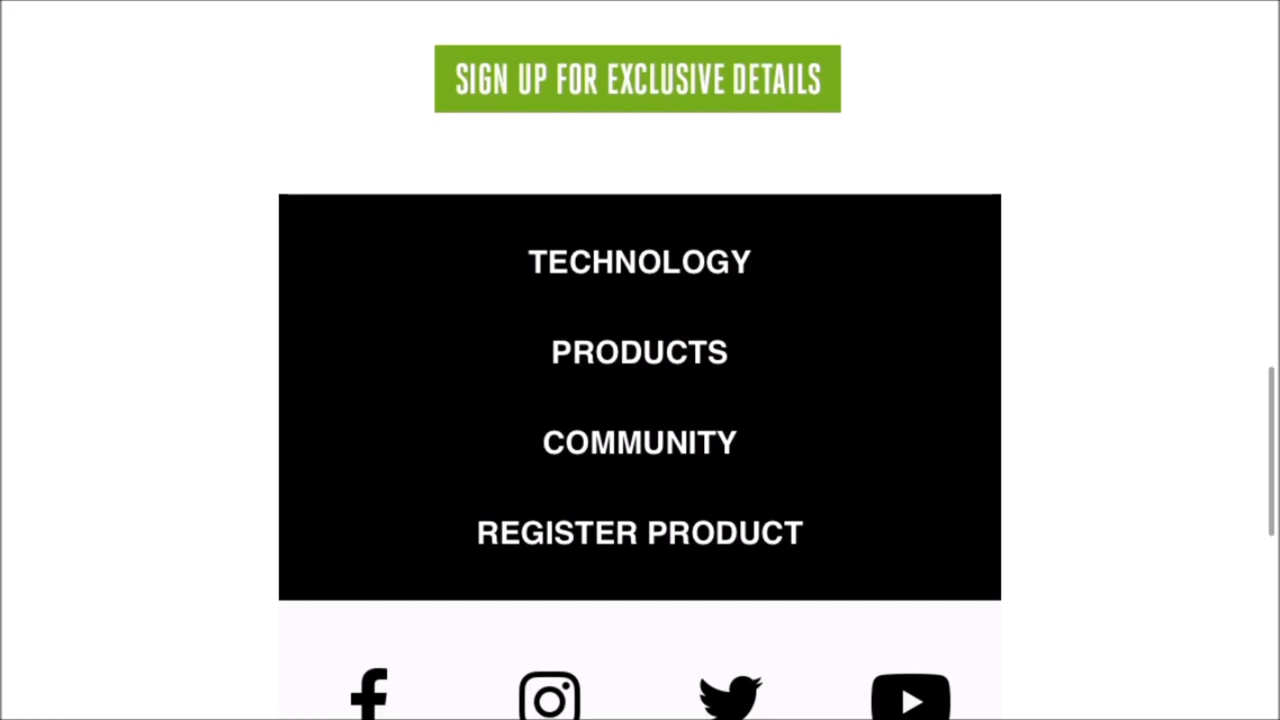 SIGN UP FOR EXCLUSIVE DETAILS
TECHNOLOGY
PRODUCTS
COMMUNITY
REGISTER PRODUCT